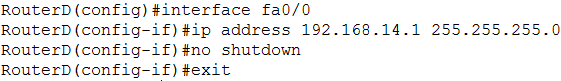 RouterD(config)#interface fa0/0
RouterD(config-if)#ip address 192.168.14.1 255.255.255.0
RouterD(config-if)#no shutdown
RouterD(config-if)#exit